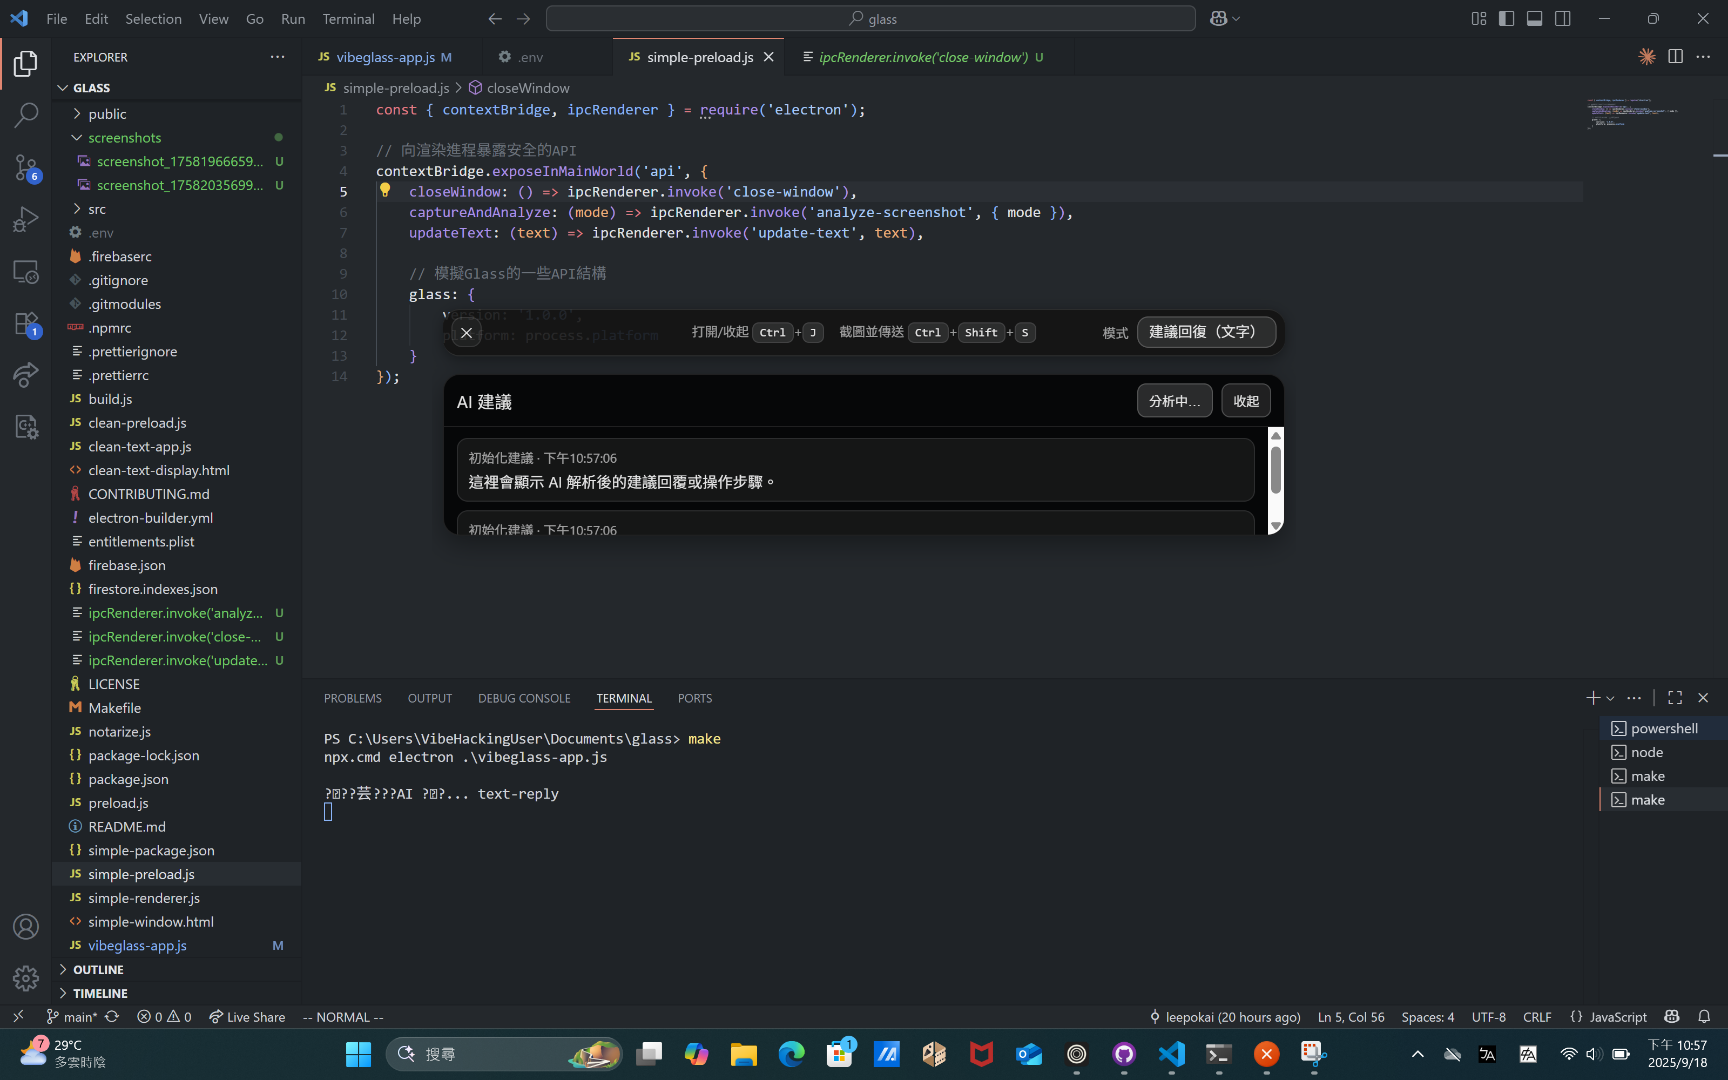 File Edit Selection View Go Run Terminal Help
glass
EXPLORER
GLASS
public
screenshots
screenshot_17581966659... U
screenshot_17582035699... U
src
.env
.firebaserc
.gitignore
.gitmodules
.npmrc
.prettierignore
.prettierrc
build.js
clean-preload.js
clean-text-app.js
clean-text-display.html
CONTRIBUTING.md
electron-builder.yml
entitlements.plist
firebase.json
firestore.indexes.json
ipcRenderer.invoke('analyz... U
ipcRenderer.invoke('close-... U
ipcRenderer.invoke('update... U
LICENSE
Makefile
notarize.js
package-lock.json
package.json
preload.js
README.md
simple-package.json
simple-preload.js
simple-renderer.js
simple-window.html
vibeglass-app.js M
OUTLINE
TIMELINE
vibeglass-app.js M
.env
simple-preload.js
ipcRenderer.invoke('close-window') U
simple-preload.js > closeWindow
1 const { contextBridge, ipcRenderer } = require('electron');
2
3 // 向渲染進程暴露安全的API
4 contextBridge.exposeInMainWorld('api', {
5 closeWindow: () => ipcRenderer.invoke('close-window'),
6 captureAndAnalyze: (mode) => ipcRenderer.invoke('analyze-screenshot', { mode }),
7 updateText: (text) => ipcRenderer.invoke('update-text', text),
8
9 // 模擬Glass的一些API結構
10 glass: {
11 version: '1.0.0',
12 platform: process.platform
13 }
14 });
打開/收起 Ctrl + J 截圖並傳送 Ctrl + Shift + S 模式 建議回復（文字）
AI 建議 分析中... 收起
初始化建議 · 下午10:57:06
這裡會顯示 AI 解析後的建議回覆或操作步驟。
初始化建議 · 下午10:57:06
PROBLEMS OUTPUT DEBUG CONSOLE TERMINAL PORTS
PS C:\Users\VibeHackingUser\Documents\glass> make
npx.cmd electron .\vibeglass-app.js
text-reply
powershell
node
make
make
6
1
main* 0 0 Live Share -- NORMAL -- leepokai (20 hours ago) Ln 5, Col 56 Spaces: 4 UTF-8 CRLF {} JavaScript
7
29°C
多雲時陰
搜尋
1
下午 10:57
2025/9/18